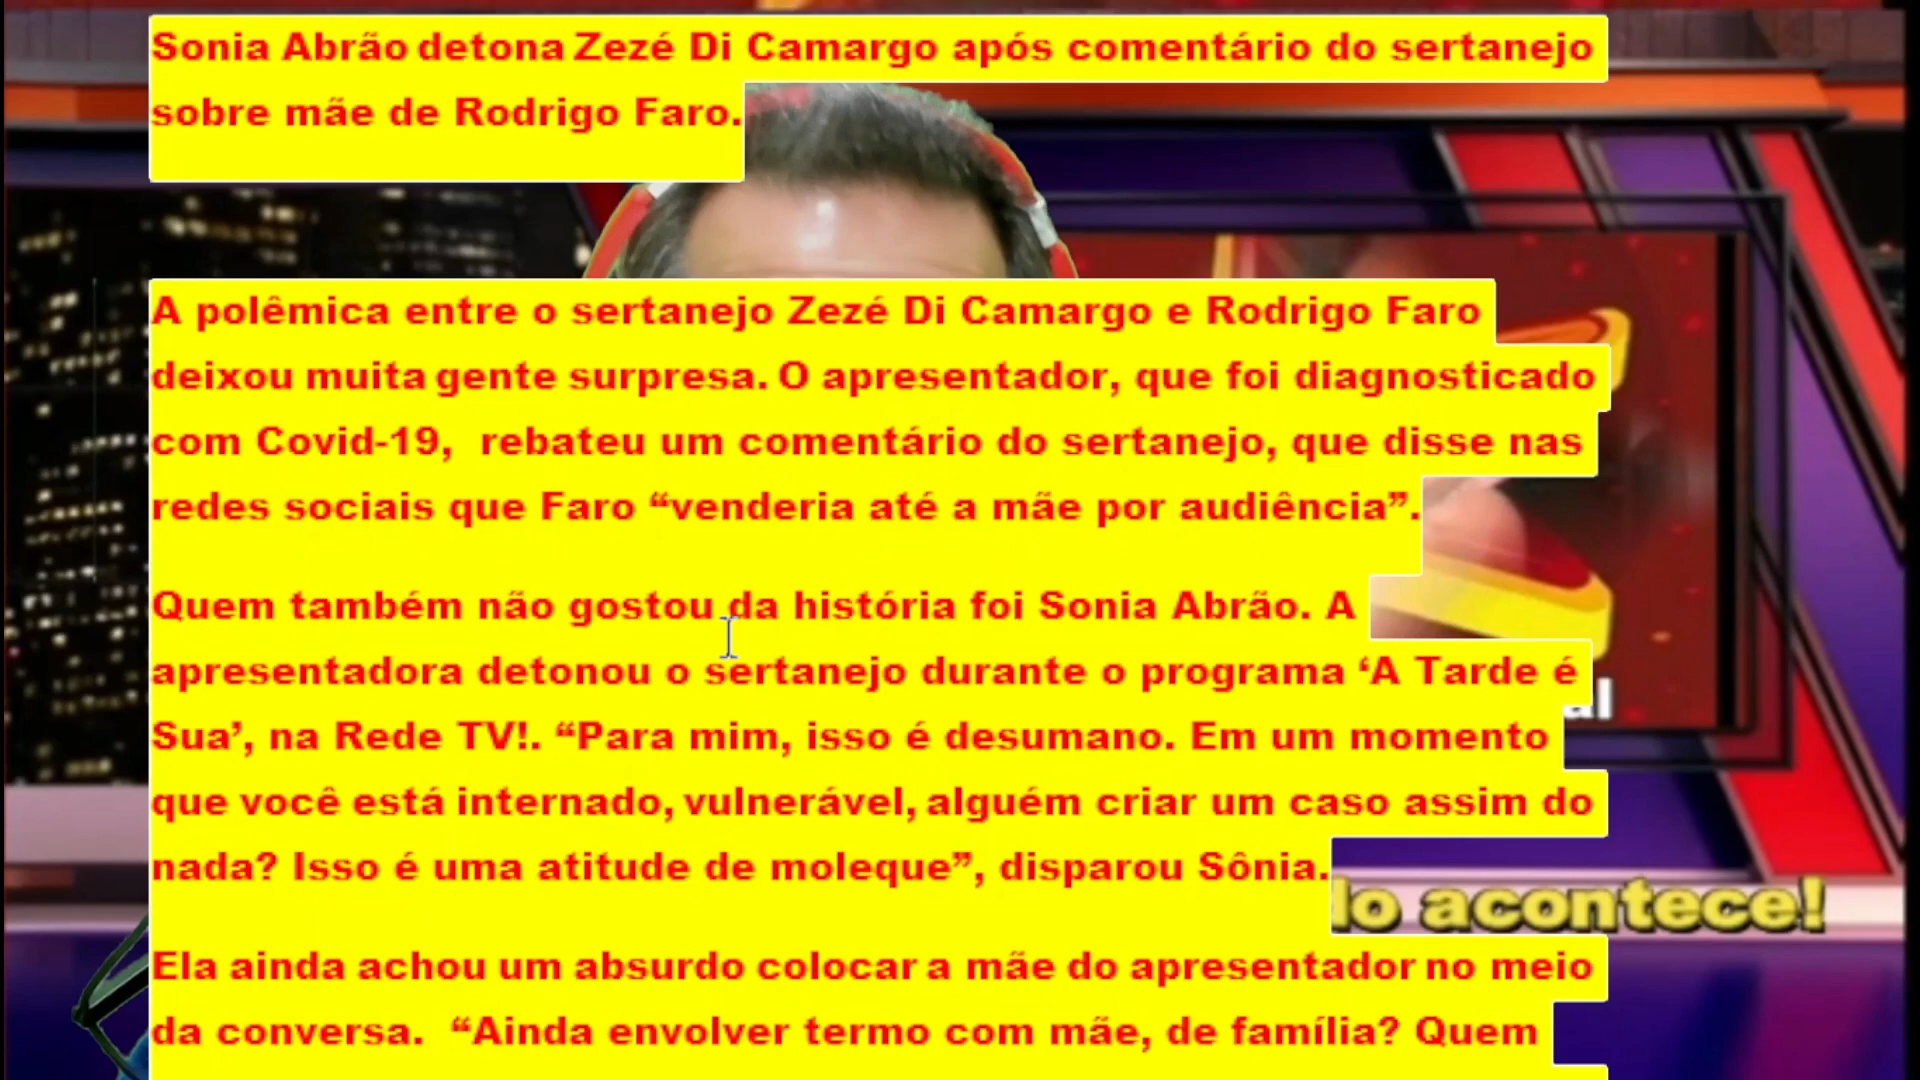 Sonia Abrão detona Zezé Di Camargo após comentário do sertanejo
sobre mãe de Rodrigo Faro.
A polêmica entre o sertanejo Zezé Di Camargo e Rodrigo Faro
deixou muita gente surpresa. O apresentador, que foi diagnosticado
com Covid-19,  rebateu um comentário do sertanejo, que disse nas
redes sociais que Faro “venderia até a mãe por audiência”.
Quem também não gostou da história foi Sonia Abrão. A
apresentadora detonou o sertanejo durante o programa ‘A Tarde é
Sua’, na Rede TV!. “Para mim, isso é desumano. Em um momento
que você está internado, vulnerável, alguém criar um caso assim do
nada? Isso é uma atitude de moleque”, disparou Sônia.
acontece!
Ela ainda achou um absurdo colocar a mãe do apresentador no meio
da conversa.  “Ainda envolver termo com mãe, de família? Quem